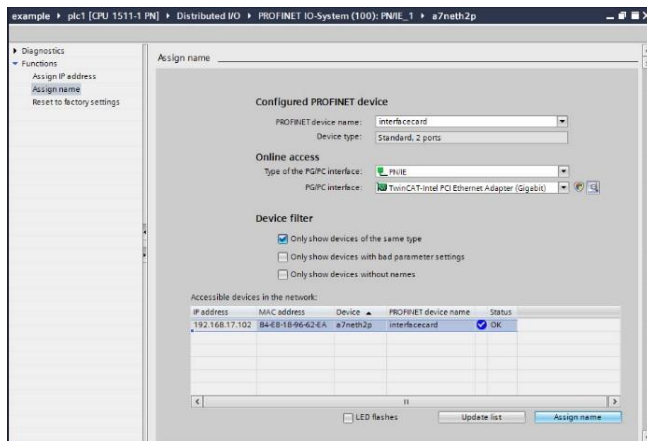 example ▸ plc1 [CPU 1511-1 PN] ▸ Distributed I/O ▸ PROFINET IO-System (100): PN/IE_1 ▸ a7neth2p
Diagnostics
Functions
Assign IP address
Assign name
Reset to factory settings
Assign name
Configured PROFINET device
PROFINET device name: interfacecard
Device type: Standard, 2 ports
Online access
Type of the PG/PC interface: PN/IE
PG/PC interface: TwinCAT-Intel PCI Ethernet Adapter (Gigabit)
Device filter
Only show devices of the same type
Only show devices with bad parameter settings
Only show devices without names
Accessible devices in the network:
IP address MAC address Device PROFINET device name Status
192.168.17.102 84-E8-18-96-62-EA a7neth2p interfacecard OK
LED flashes Update list Assign name